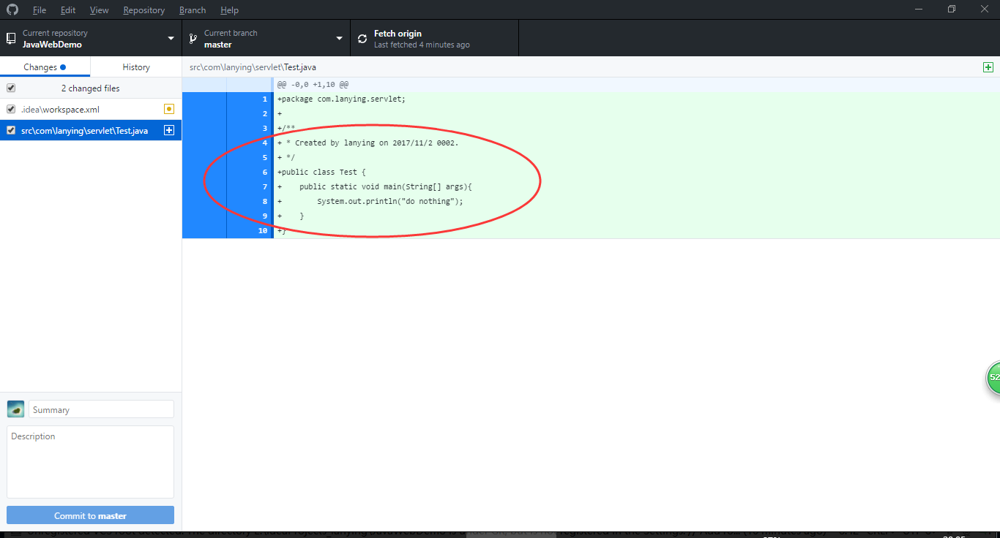 File Edit View Repository Branch Help
Current repository
JavaWebDemo
Current branch
master
Fetch origin
Last fetched 4 minutes ago
Changes History
src\com\lanying\servlet\Test.java
2 changed files
.idea\workspace.xml
src\com\lanying\servlet\Test.java
@@ -0,0 +1,10 @@
1 +package com.lanying.servlet;
2 +
3 +/**
4 + * Created by lanying on 2017/11/2 0002.
5 + */
6 +public class Test {
7 +    public static void main(String[] args){
8 +        System.out.println("do nothing");
9 +    }
10 +}
52
Summary
Description
Commit to master